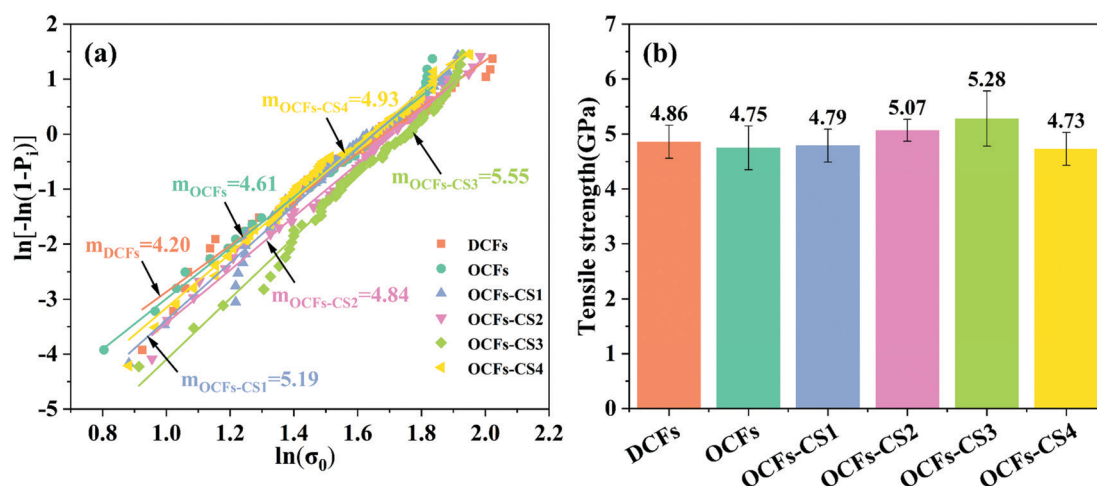 (a)
ln[-ln(1-Pi)]
2
1
0
-1
-2
-3
-4
-5
mOCFs-CS4=4.93
mOCFs-CS3=5.55
mOCFs=4.61
mDCFs=4.20
mOCFs-CS2=4.84
mOCFs-CS1=5.19
DCFs
OCFs
OCFs-CS1
OCFs-CS2
OCFs-CS3
OCFs-CS4
0.8 1.0 1.2 1.4 1.6 1.8 2.0 2.2
ln(σ0)
(b)
Tensile strength(GPa)
7
6
5
4
3
2
1
0
4.86 4.75 4.79 5.07 5.28 4.73
DCFs OCFs OCFs-CS1 OCFs-CS2 OCFs-CS3 OCFs-CS4